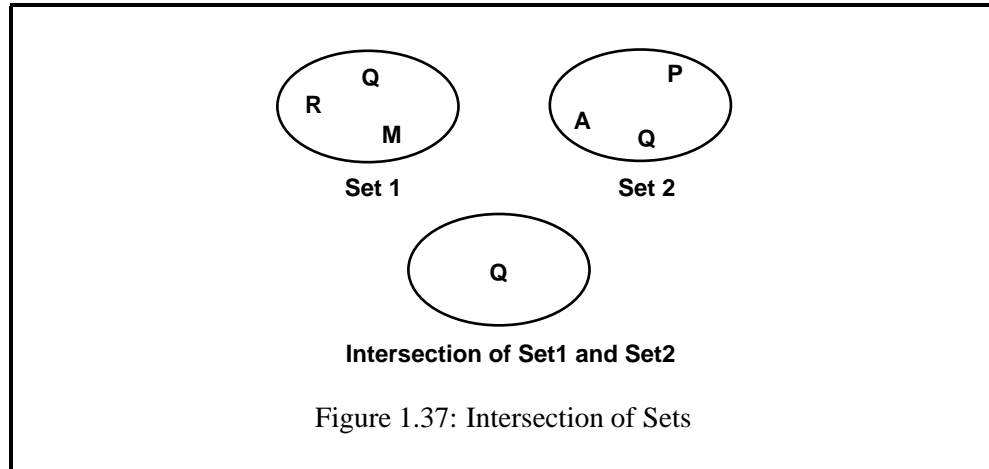 Q
R
M
Set 1
P
A
Q
Set 2
Q
Intersection of Set1 and Set2
Figure 1.37: Intersection of Sets